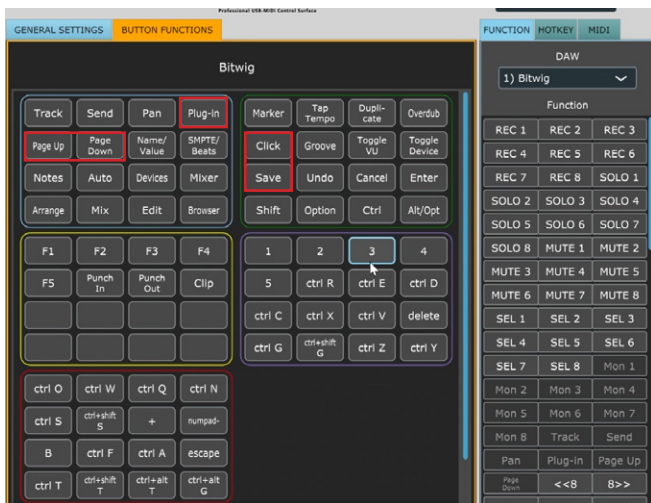 Professional USB-MIDI Control Surface
GENERAL SETTINGS BUTTON FUNCTIONS
Bitwig
Track Send Pan Plug-in
Page Up Page Down Name/Value SMPTE/Beats
Notes Auto Devices Mixer
Arrange Mix Edit Browser
Marker Tap Tempo Dupli-cate Overdub
Click Groove Toggle VU Toggle Device
Save Undo Cancel Enter
Shift Option Ctrl Alt/Opt
F1 F2 F3 F4
F5 Punch In Punch Out Clip
1 2 3 4
5 ctrl R ctrl E ctrl D
ctrl C ctrl X ctrl V delete
ctrl G ctrl+shift G ctrl Z ctrl Y
ctrl O ctrl W ctrl Q ctrl N
ctrl S ctrl+shift S + numpad-
B ctrl F ctrl A escape
ctrl T ctrl+shift T ctrl+alt T ctrl+alt G
FUNCTION HOTKEY MIDI
DAW
1) Bitwig
Function
REC 1 REC 2 REC 3
REC 4 REC 5 REC 6
REC 7 REC 8 SOLO 1
SOLO 2 SOLO 3 SOLO 4
SOLO 5 SOLO 6 SOLO 7
SOLO 8 MUTE 1 MUTE 2
MUTE 3 MUTE 4 MUTE 5
MUTE 6 MUTE 7 MUTE 8
SEL 1 SEL 2 SEL 3
SEL 4 SEL 5 SEL 6
SEL 7 SEL 8 Mon 1
Mon 2 Mon 3 Mon 4
Mon 5 Mon 6 Mon 7
Mon 8 Track Send
Pan Plug-in Page Up
Page Down <<8 8>>